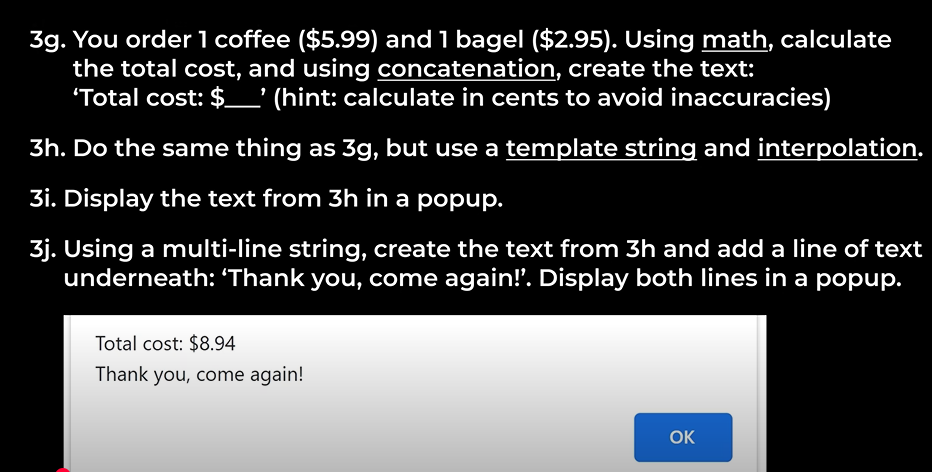 3g. You order 1 coffee ($5.99) and 1 bagel ($2.95). Using math, calculate
the total cost, and using concatenation, create the text:
‘Total cost: $___’ (hint: calculate in cents to avoid inaccuracies)
3h. Do the same thing as 3g, but use a template string and interpolation.
3i. Display the text from 3h in a popup.
3j. Using a multi-line string, create the text from 3h and add a line of text
underneath: ‘Thank you, come again!’. Display both lines in a popup.
Total cost: $8.94
Thank you, come again!
OK